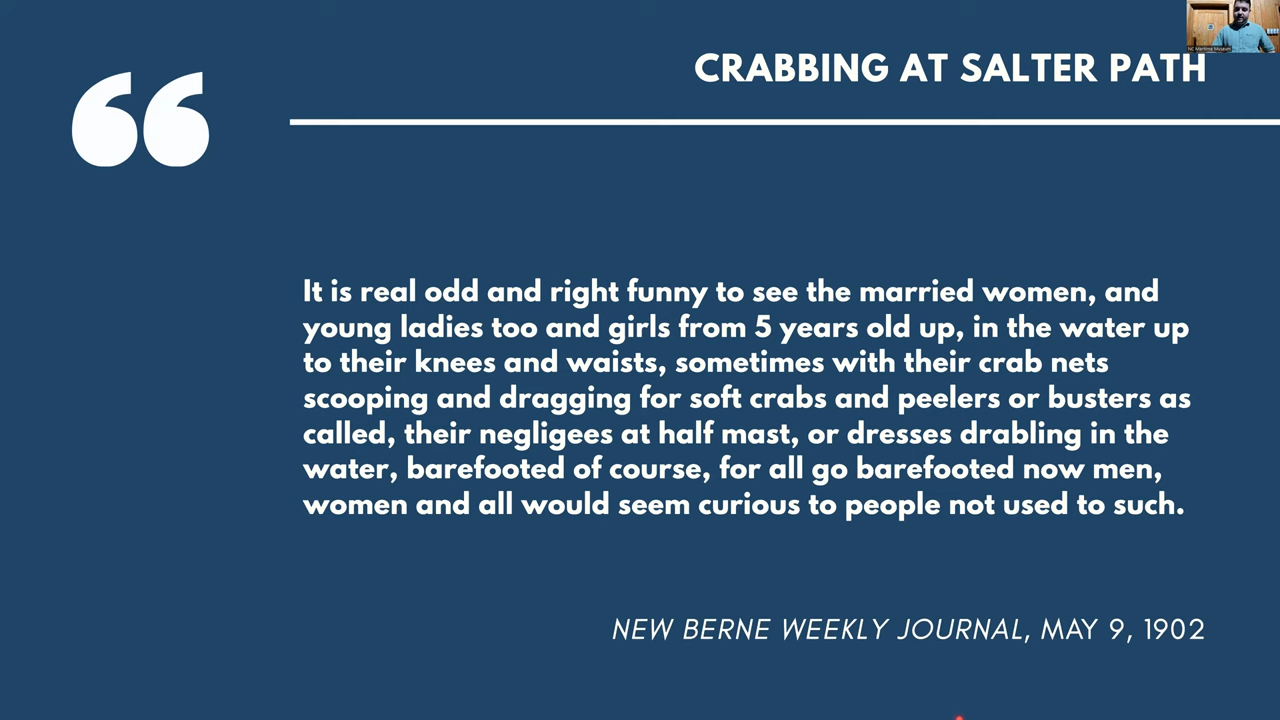 CRABBING AT SALTER PATH
“
It is real odd and right funny to see the married women, and
young ladies too and girls from 5 years old up, in the water up
to their knees and waists, sometimes with their crab nets
scooping and dragging for soft crabs and peelers or busters as
called, their negligees at half mast, or dresses drabling in the
water, barefooted of course, for all go barefooted now men,
women and all would seem curious to people not used to such.
NEW BERNE WEEKLY JOURNAL, MAY 9, 1902
NC Maritime Museum